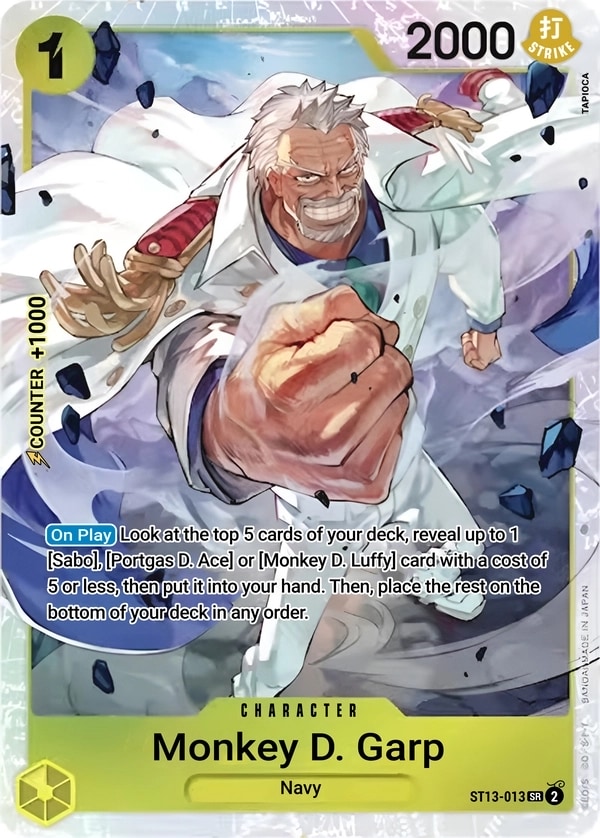 1
2000
打
STRIKE
TAPIOCA
COUNTER +1000
On Play Look at the top 5 cards of your deck, reveal up to 1
[Sabo], [Portgas D. Ace] or [Monkey D. Luffy] card with a cost of
5 or less, then put it into your hand. Then, place the rest on the
bottom of your deck in any order.
CHARACTER
Monkey D. Garp
Navy
ST13-013 SR 2
MADE IN JAPAN